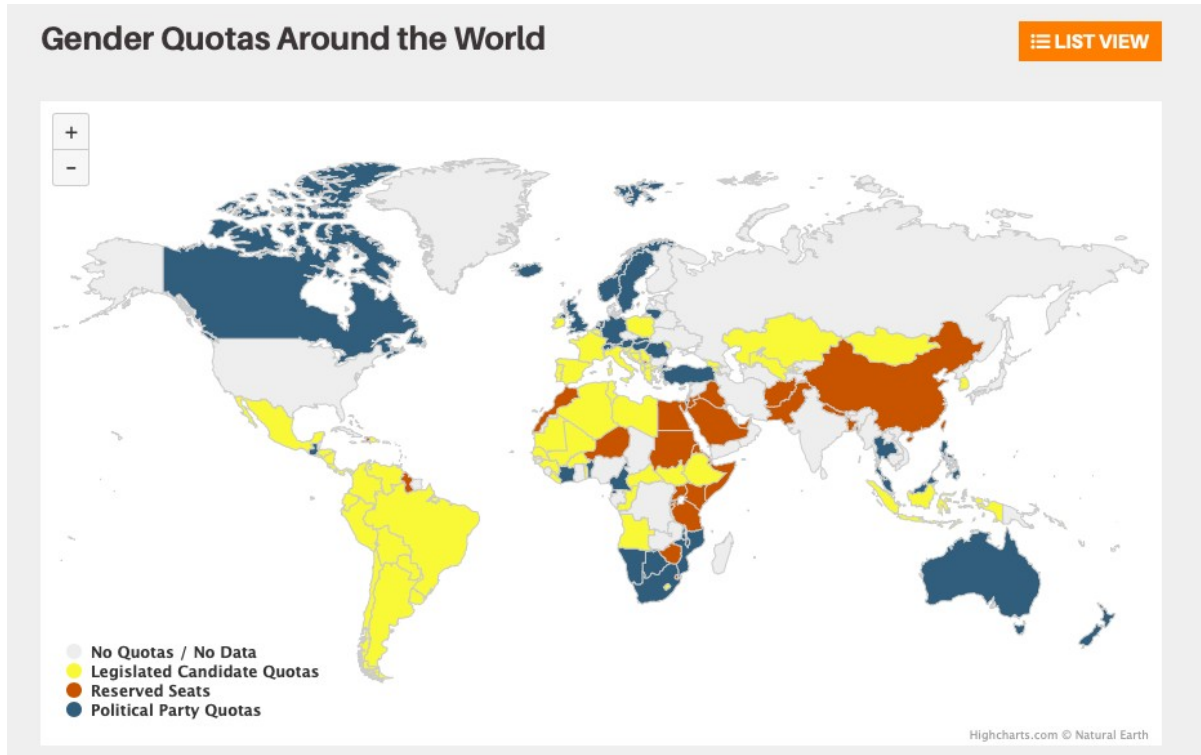 Gender Quotas Around the World
LIST VIEW
+
-
No Quotas / No Data
Legislated Candidate Quotas
Reserved Seats
Political Party Quotas
Highcharts.com © Natural Earth